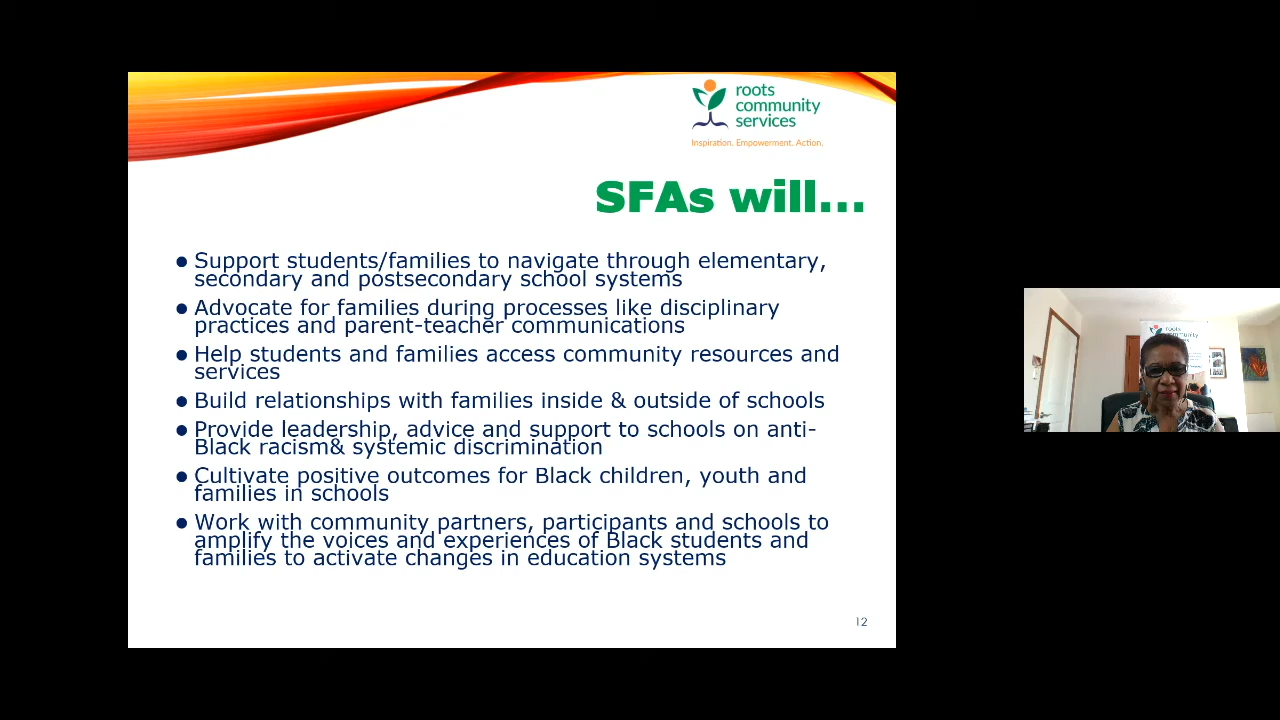 roots
community
services
Inspiration. Empowerment. Action.
SFAs will...
• Support students/families to navigate through elementary,
secondary and postsecondary school systems
• Advocate for families during processes like disciplinary
practices and parent-teacher communications
• Help students and families access community resources and
services
• Build relationships with families inside & outside of schools
• Provide leadership, advice and support to schools on anti-
Black racism& systemic discrimination
• Cultivate positive outcomes for Black children, youth and
families in schools
• Work with community partners, participants and schools to
amplify the voices and experiences of Black students and
families to activate changes in education systems
12
roots
community